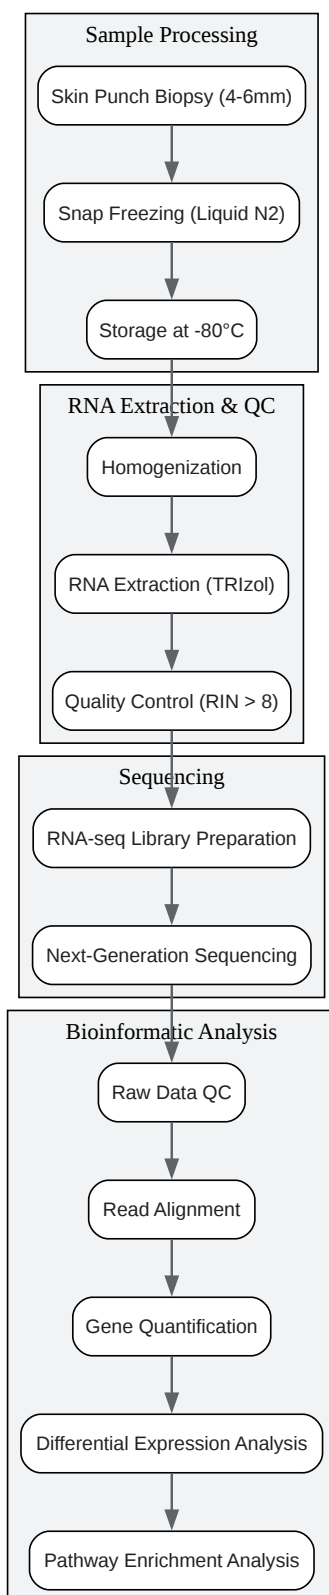 Sample Processing
Skin Punch Biopsy (4-6mm)
Snap Freezing (Liquid N2)
Storage at -80°C
RNA Extraction & QC
Homogenization
RNA Extraction (TRIzol)
Quality Control (RIN > 8)
Sequencing
RNA-seq Library Preparation
Next-Generation Sequencing
Bioinformatic Analysis
Raw Data QC
Read Alignment
Gene Quantification
Differential Expression Analysis
Pathway Enrichment Analysis